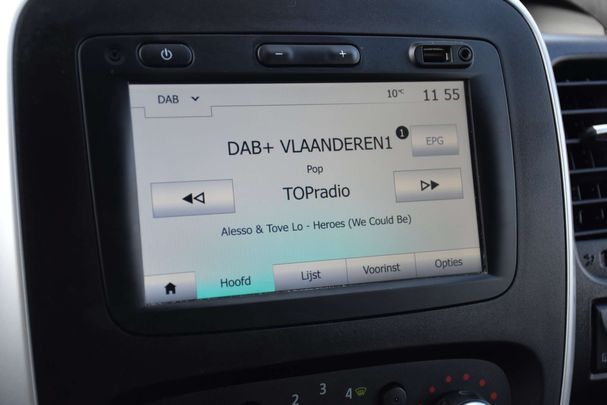 DAB 10°C 11 55
DAB+ VLAANDEREN1 1 EPG
Pop
TOPradio
Alesso & Tove Lo - Heroes (We Could Be)
Hoofd Lijst Voorinst Opties
2 3 4